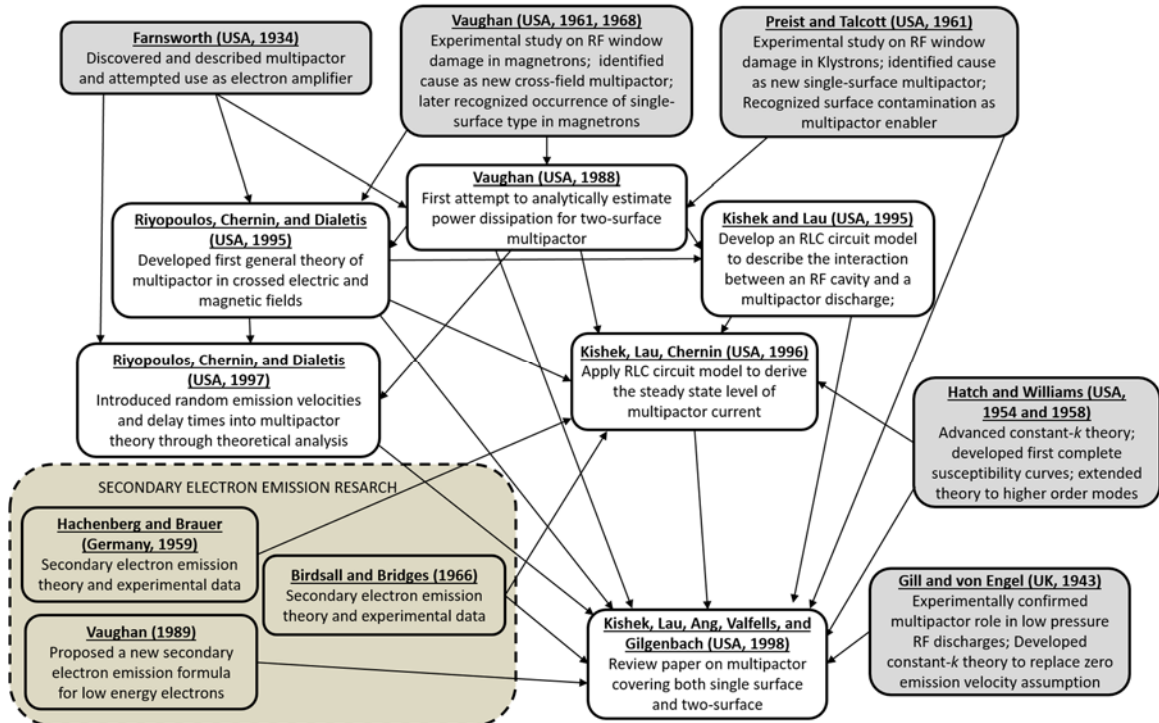 Farnsworth (USA, 1934)
Discovered and described multipactor
and attempted use as electron amplifier
Vaughan (USA, 1961, 1968)
Experimental study on RF window
damage in magnetrons; identified
cause as new cross-field multipactor;
later recognized occurrence of single-
surface type in magnetrons
Preist and Talcott (USA, 1961)
Experimental study on RF window
damage in Klystrons; identified
cause as new single-surface multipactor;
Recognized surface contamination as
multipactor enabler
Vaughan (USA, 1988)
First attempt to analytically estimate
power dissipation for two-surface
multipactor
Riyopoulos, Chernin, and Dialetis
(USA, 1995)
Developed first general theory of
multipactor in crossed electric and
magnetic fields
Kishek and Lau (USA, 1995)
Develop an RLC circuit model
to describe the interaction
between an RF cavity and a
multipactor discharge;
Riyopoulos, Chernin, and Dialetis
(USA, 1997)
Introduced random emission velocities
and delay times into multipactor
theory through theoretical analysis
Kishek, Lau, Chernin (USA, 1996)
Apply RLC circuit model to derive
the steady state level of
multipactor current
Hatch and Williams (USA,
1954 and 1958)
Advanced constant-k theory;
developed first complete
susceptibility curves; extended
theory to higher order modes
SECONDARY ELECTRON EMISSION RESARCH
Hachenberg and Brauer
(Germany, 1959)
Secondary electron emission
theory and experimental data
Birdsall and Bridges (1966)
Secondary electron emission
theory and experimental data
Vaughan (1989)
Proposed a new secondary
electron emission formula
for low energy electrons
Kishek, Lau, Ang, Valfells, and
Gilgenbach (USA, 1998)
Review paper on multipactor
covering both single surface
and two-surface
Gill and von Engel (UK, 1943)
Experimentally confirmed
multipactor role in low pressure
RF discharges; Developed
constant-k theory to replace zero
emission velocity assumption